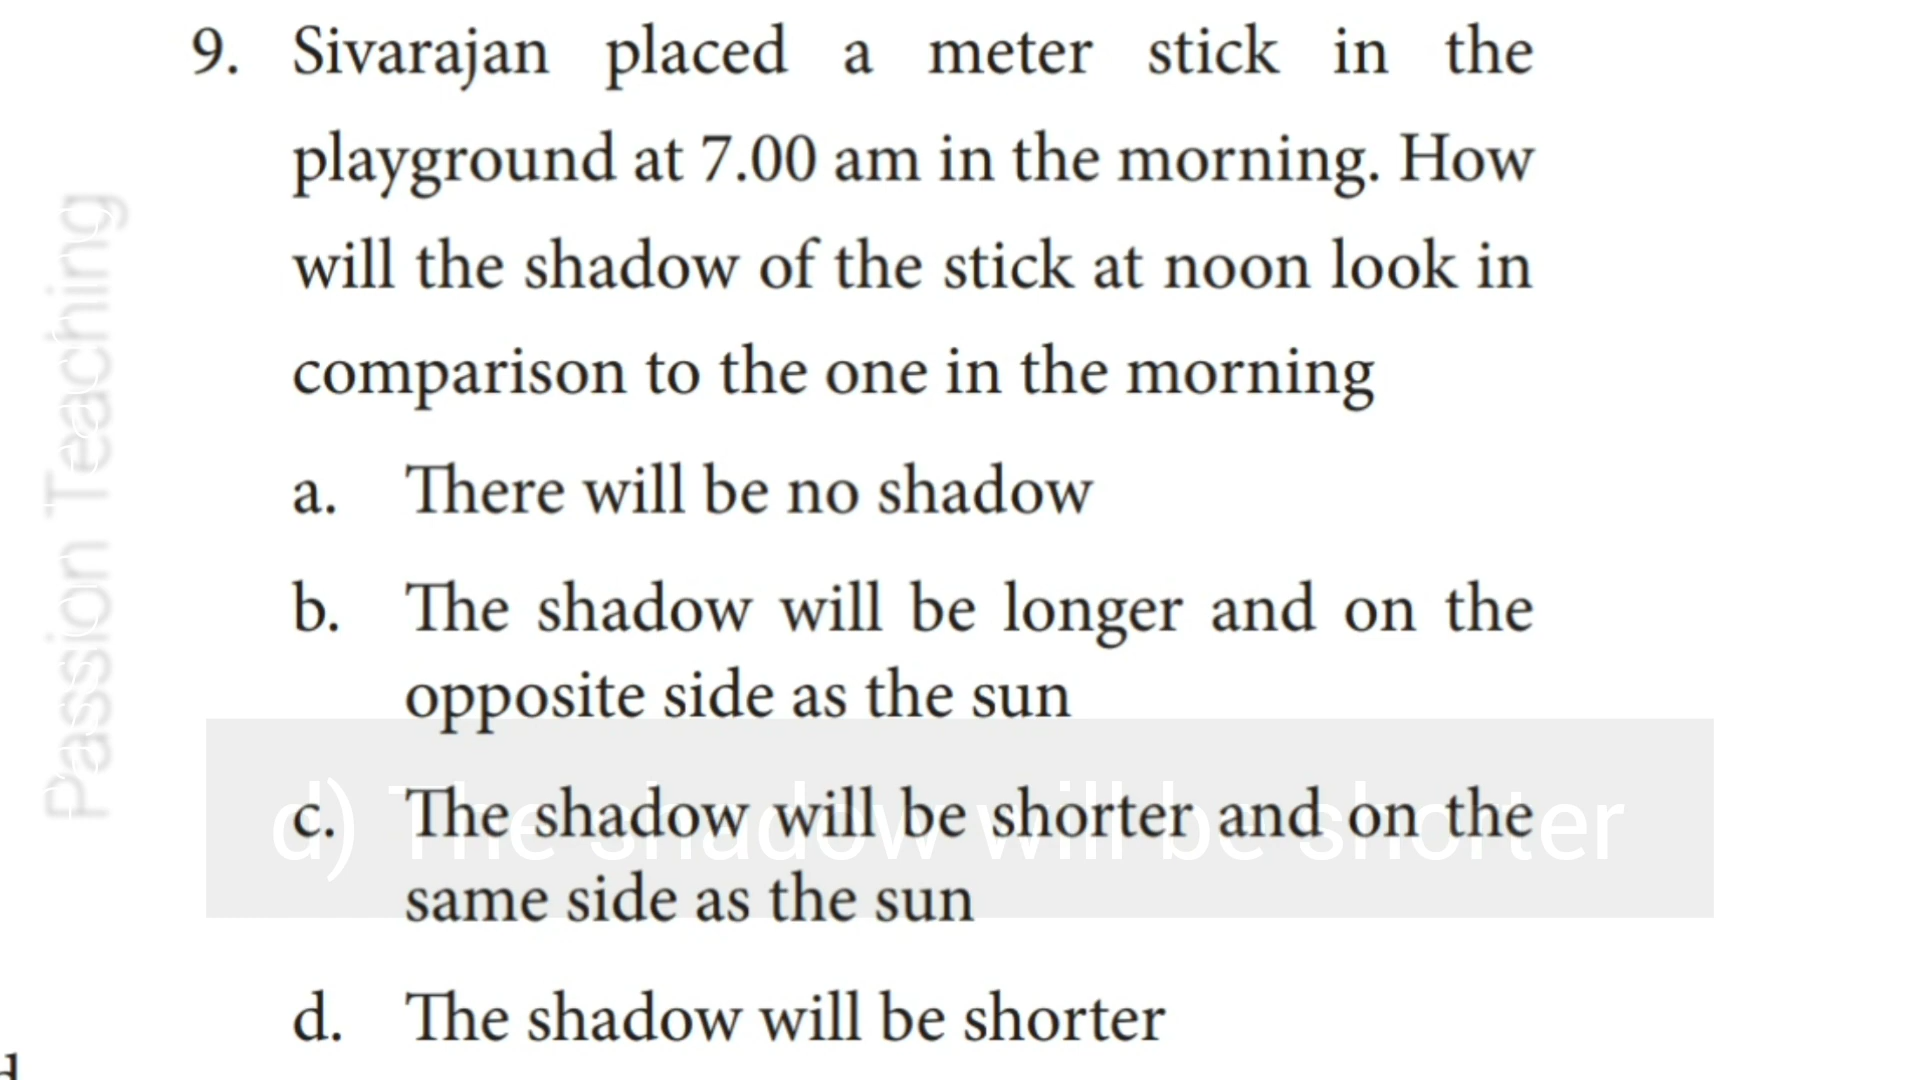 9. Sivarajan placed a meter stick in the
playground at 7.00 am in the morning. How
will the shadow of the stick at noon look in
comparison to the one in the morning
a. There will be no shadow
b. The shadow will be longer and on the
opposite side as the sun
c. The shadow will be shorter and on the
same side as the sun
d) The shadow will be shorter
d. The shadow will be shorter
Passion Teaching